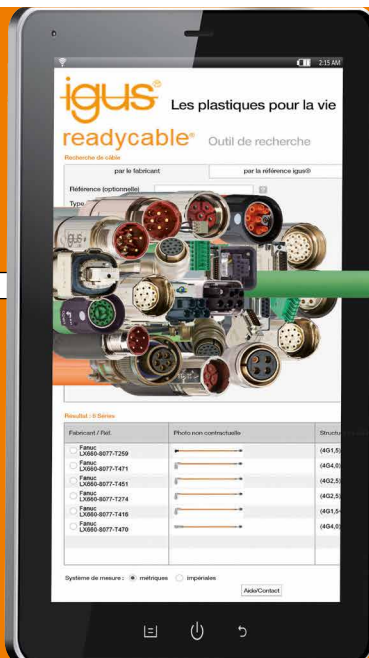 2:15 AM
igus®
Les plastiques pour la vie
readycable® Outil de recherche
Recherche de câble
par le fabricant par la référence igus®
Référence (optionnelle)
Type
Résultat : 6 Séries
Fabricant / Réf. Photo non contractuelle
Fanuc
LX660-8077-T259
(4G1,5)
Fanuc
LX660-8077-T471
(4G4,0)
Fanuc
LX660-8077-T451
(4G2,5)
Fanuc
LX660-8077-T274
(4G2,5)
Fanuc
LX660-8077-T416
Fanuc
LX660-8077-T470
(4G4,0)
Système de mesure : métriques impériales
Aide/Contact